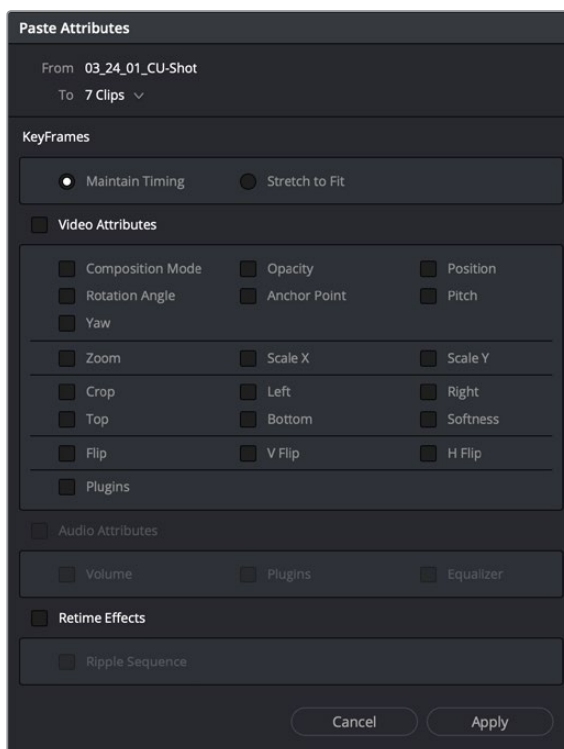 Paste Attributes
From 03_24_01_CU-Shot
To 7 Clips
KeyFrames
Maintain Timing Stretch to Fit
Video Attributes
Composition Mode Opacity Position
Rotation Angle Anchor Point Pitch
Yaw
Zoom Scale X Scale Y
Crop Left Right
Top Bottom Softness
Flip V Flip H Flip
Plugins
Audio Attributes
Volume Plugins Equalizer
Retime Effects
Ripple Sequence
Cancel Apply